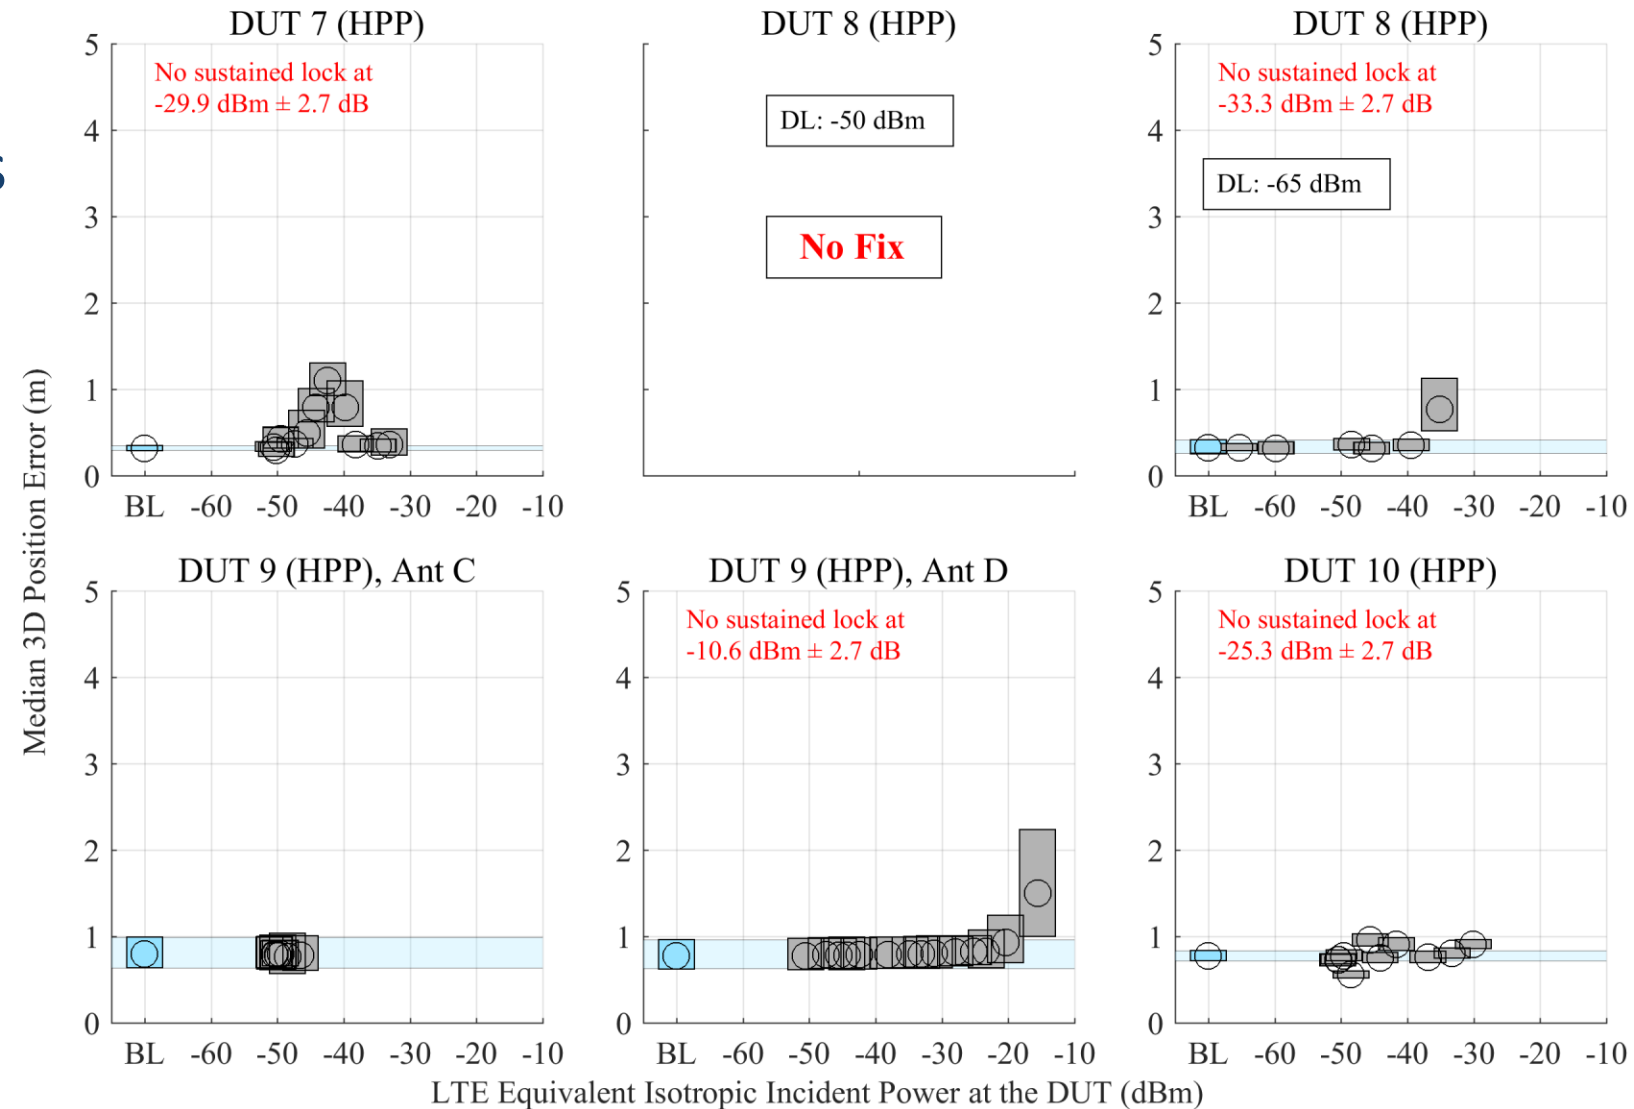 s
DUT 7 (HPP)
5
4
3
2
1
0
No sustained lock at
-29.9 dBm ± 2.7 dB
BL -60 -50 -40 -30 -20 -10
DUT 8 (HPP)
DL: -50 dBm
No Fix
DUT 8 (HPP)
5
4
3
2
1
0
No sustained lock at
-33.3 dBm ± 2.7 dB
DL: -65 dBm
BL -60 -50 -40 -30 -20 -10
Median 3D Position Error (m)
DUT 9 (HPP), Ant C
5
4
3
2
1
0
BL -60 -50 -40 -30 -20 -10
DUT 9 (HPP), Ant D
5
4
3
2
1
0
No sustained lock at
-10.6 dBm ± 2.7 dB
BL -60 -50 -40 -30 -20 -10
DUT 10 (HPP)
5
4
3
2
1
0
No sustained lock at
-25.3 dBm ± 2.7 dB
BL -60 -50 -40 -30 -20 -10
LTE Equivalent Isotropic Incident Power at the DUT (dBm)